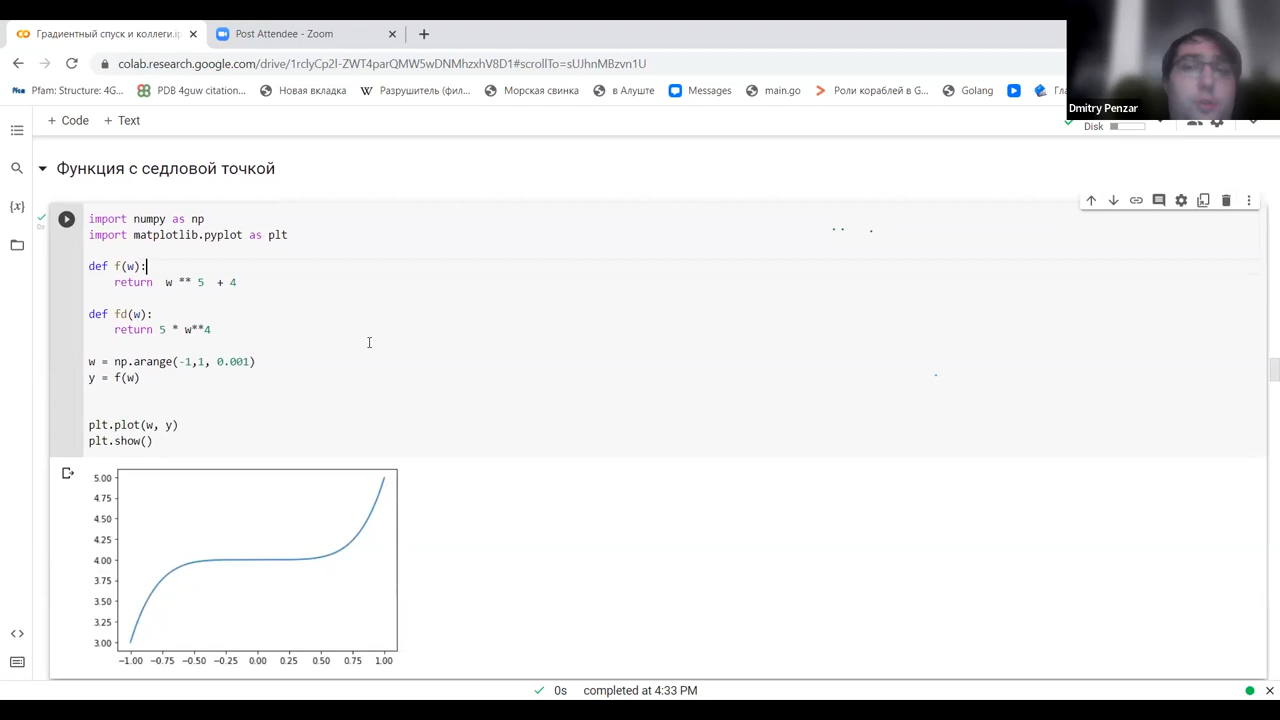 Градиентный спуск и коллеги.ip
Post Attendee - Zoom
colab.research.google.com/drive/1rclyCp2I-ZWT4parQMW5wDNMhzxhV8D1#scrollTo=sUJhnMBzvn1U
Pfam: Structure: 4G...
PDB 4guw citation...
Новая вкладка
Разрушитель (фил...
Морская свинка
в Алуште
Messages
main.go
Роли кораблей в G...
Golang
Гла
Dmitry Penzar
+ Code
+ Text
Disk
Функция с седловой точкой
{x}
0s
import numpy as np
import matplotlib.pyplot as plt
def f(w):
return w ** 5 + 4
def fd(w):
return 5 * w**4
w = np.arange(-1,1, 0.001)
y = f(w)
plt.plot(w, y)
plt.show()
5.00
4.75
4.50
4.25
4.00
3.75
3.50
3.25
3.00
−1.00 −0.75 −0.50 −0.25 0.00 0.25 0.50 0.75 1.00
0s completed at 4:33 PM